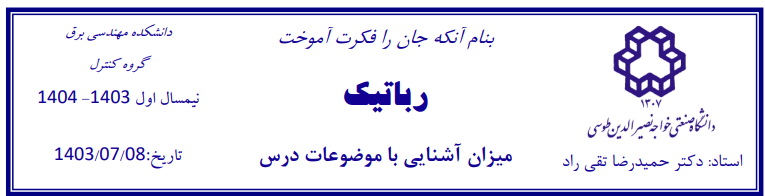 بنام آنکه جان را فکرت آموخت
رباتیک
میزان آشنایی با موضوعات درس
۱۳۰۷
دانشگاه صنعتی خواجه نصیرالدین طوسی
استاد: دکتر حمیدرضا تقی راد
دانشکده مهندسی برق
گروه کنترل
نیمسال اول 1403- 1404
تاریخ:1403/07/08